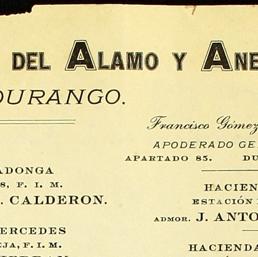 DEL ALAMO Y ANE
DURANGO.
Francisco Gómez
APODERADO GE
APARTADO 85. DU
ADONGA
S, F. I. M.
CALDERON.
HACIEN
ESTACIÓN
ADMOR. J. ANTO
ERCEDES
EJA, F. I. M.
HACIENDA